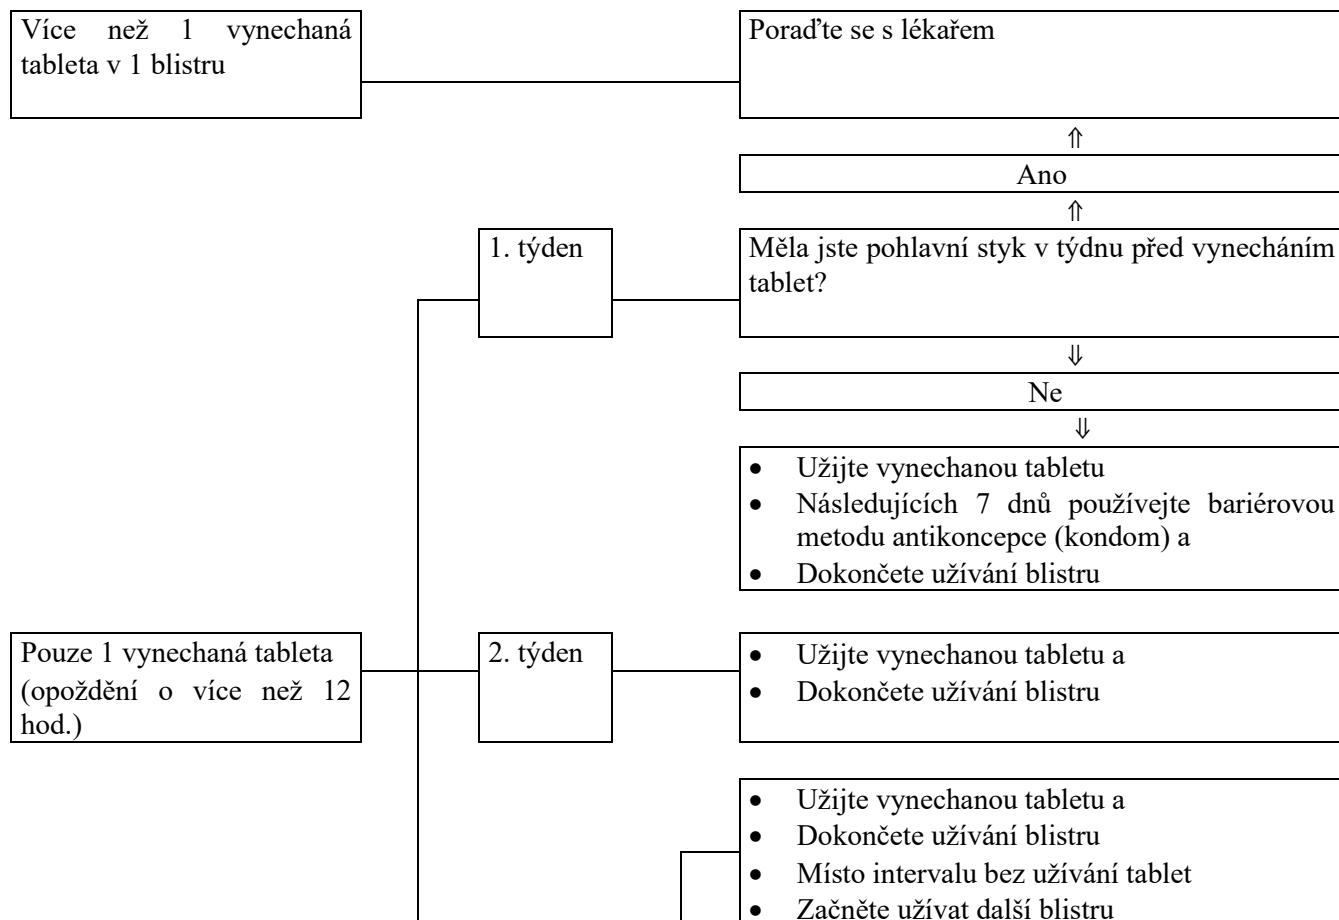 Více než 1 vynechaná
tableta v 1 blistru
Poraďte se s lékařem
⇑
Ano
⇑
1. týden
Měla jste pohlavní styk v týdnu před vynecháním
tablet?
⇓
Ne
⇓
• Užijte vynechanou tabletu
• Následujících 7 dnů používejte bariérovou
metodu antikoncepce (kondom) a
• Dokončete užívání blistru
Pouze 1 vynechaná tableta
(opoždění o více než 12
hod.)
2. týden
• Užijte vynechanou tabletu a
• Dokončete užívání blistru
• Užijte vynechanou tabletu a
• Dokončete užívání blistru
• Místo intervalu bez užívání tablet
• Začněte užívat další blistru